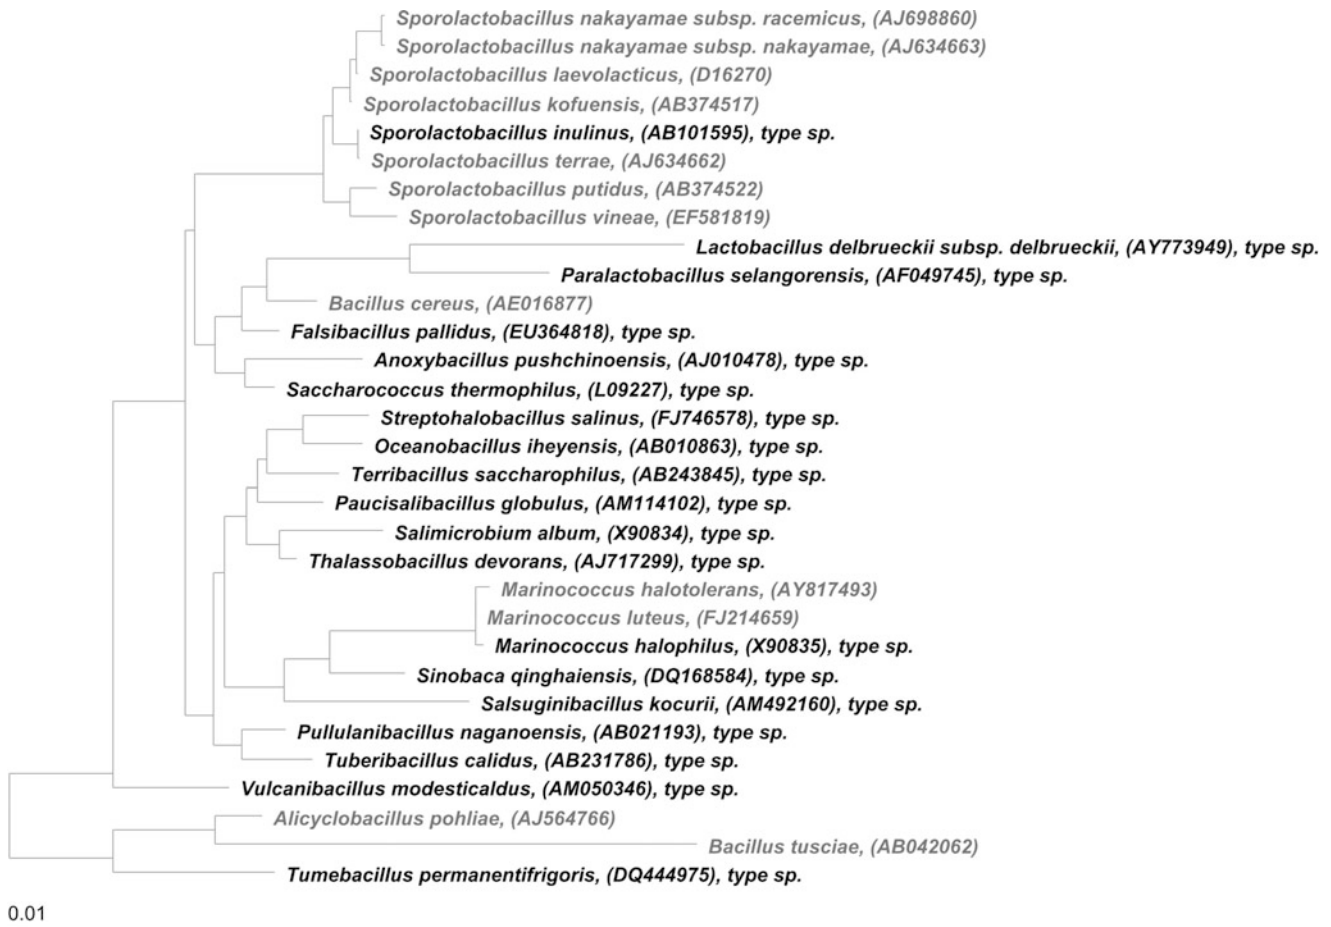 Sporolactobacillus nakayamae subsp. racemicus, (AJ698860)
Sporolactobacillus nakayamae subsp. nakayamae, (AJ634663)
Sporolactobacillus laevolacticus, (D16270)
Sporolactobacillus kofuensis, (AB374517)
Sporolactobacillus inulinus, (AB101595), type sp.
Sporolactobacillus terrae, (AJ634662)
Sporolactobacillus putidus, (AB374522)
Sporolactobacillus vineae, (EF581819)
Lactobacillus delbrueckii subsp. delbrueckii, (AY773949), type sp.
Paralactobacillus selangorensis, (AF049745), type sp.
Bacillus cereus, (AE016877)
Falsibacillus pallidus, (EU364818), type sp.
Anoxybacillus pushchinoensis, (AJ010478), type sp.
Saccharococcus thermophilus, (L09227), type sp.
Streptohalobacillus salinus, (FJ746578), type sp.
Oceanobacillus iheyensis, (AB010863), type sp.
Terribacillus saccharophilus, (AB243845), type sp.
Paucisalibacillus globulus, (AM114102), type sp.
Salimicrobium album, (X90834), type sp.
Thalassobacillus devorans, (AJ717299), type sp.
Marinococcus halotolerans, (AY817493)
Marinococcus luteus, (FJ214659)
Marinococcus halophilus, (X90835), type sp.
Sinobaca qinghaiensis, (DQ168584), type sp.
Salsuginibacillus kocurii, (AM492160), type sp.
Pullulanibacillus naganoensis, (AB021193), type sp.
Tuberibacillus calidus, (AB231786), type sp.
Vulcanibacillus modesticaldus, (AM050346), type sp.
Alicyclobacillus pohliae, (AJ564766)
Bacillus tusciae, (AB042062)
Tumebacillus permanentifrigoris, (DQ444975), type sp.
0.01